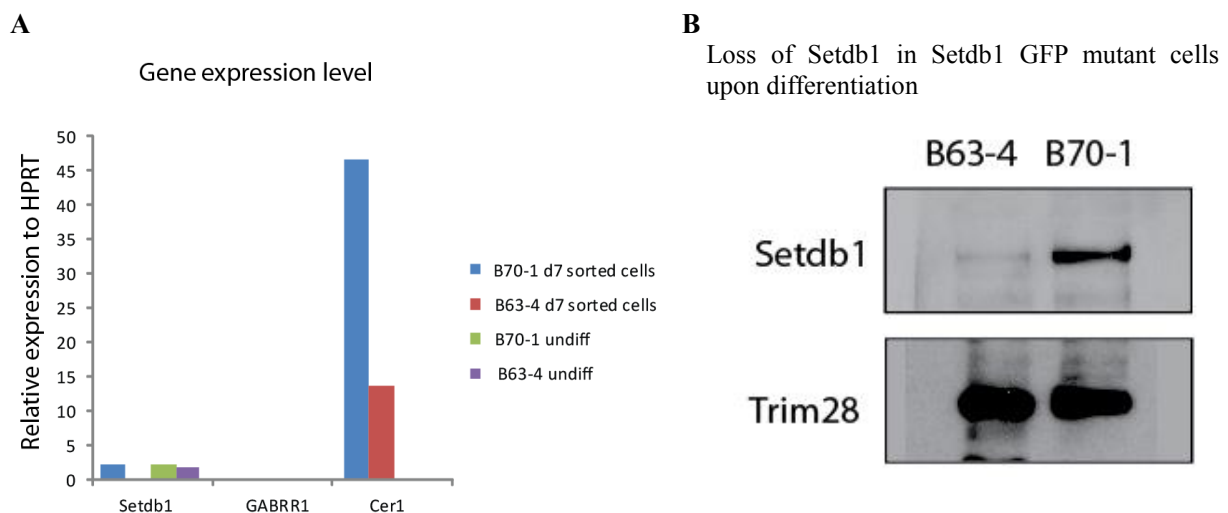 A
Gene expression level
Relative expression to HPRT
50
45
40
35
30
25
20
15
10
5
0
Setdb1
GABRR1
Cer1
B70-1 d7 sorted cells
B63-4 d7 sorted cells
B70-1 undiff
B63-4 undiff
B
Loss of Setdb1 in Setdb1 GFP mutant cells
upon differentiation
B63-4 B70-1
Setdb1
Trim28